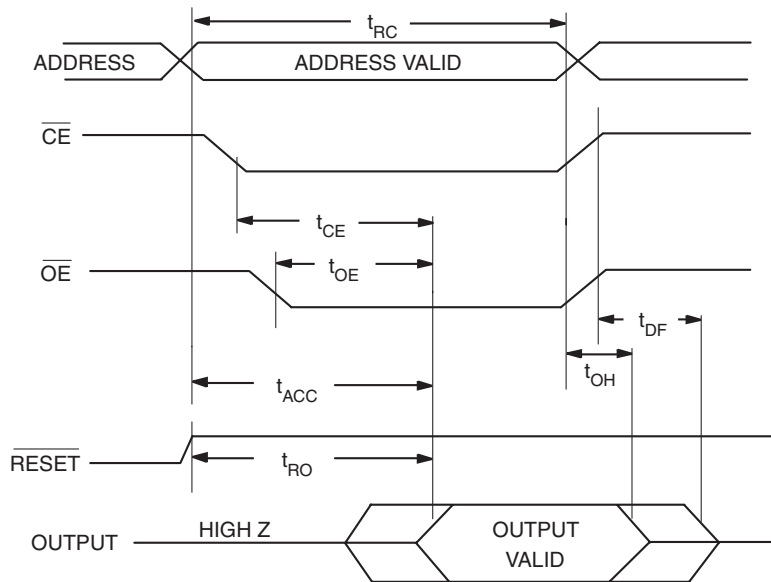 tRC
ADDRESS
ADDRESS VALID
CE
tCE
tOE
OE
tDF
tOH
tACC
RESET
tRO
OUTPUT
HIGH Z
OUTPUT
VALID